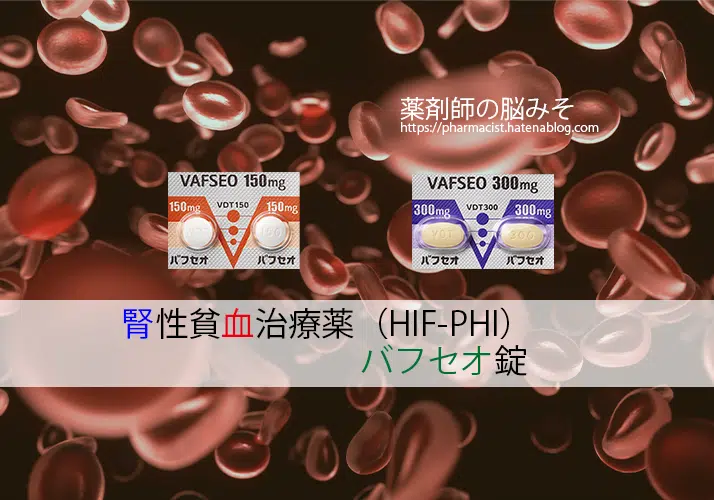 薬剤師の脳みそ
https://pharmacist.hatenablog.com
VAFSEO 150mg
150mg VDT150 150mg
バフセオ バフセオ
VAFSEO 300mg
300mg VDT300 300mg
バフセオ バフセオ
腎性貧血治療薬（HIF-PHI）
バフセオ錠